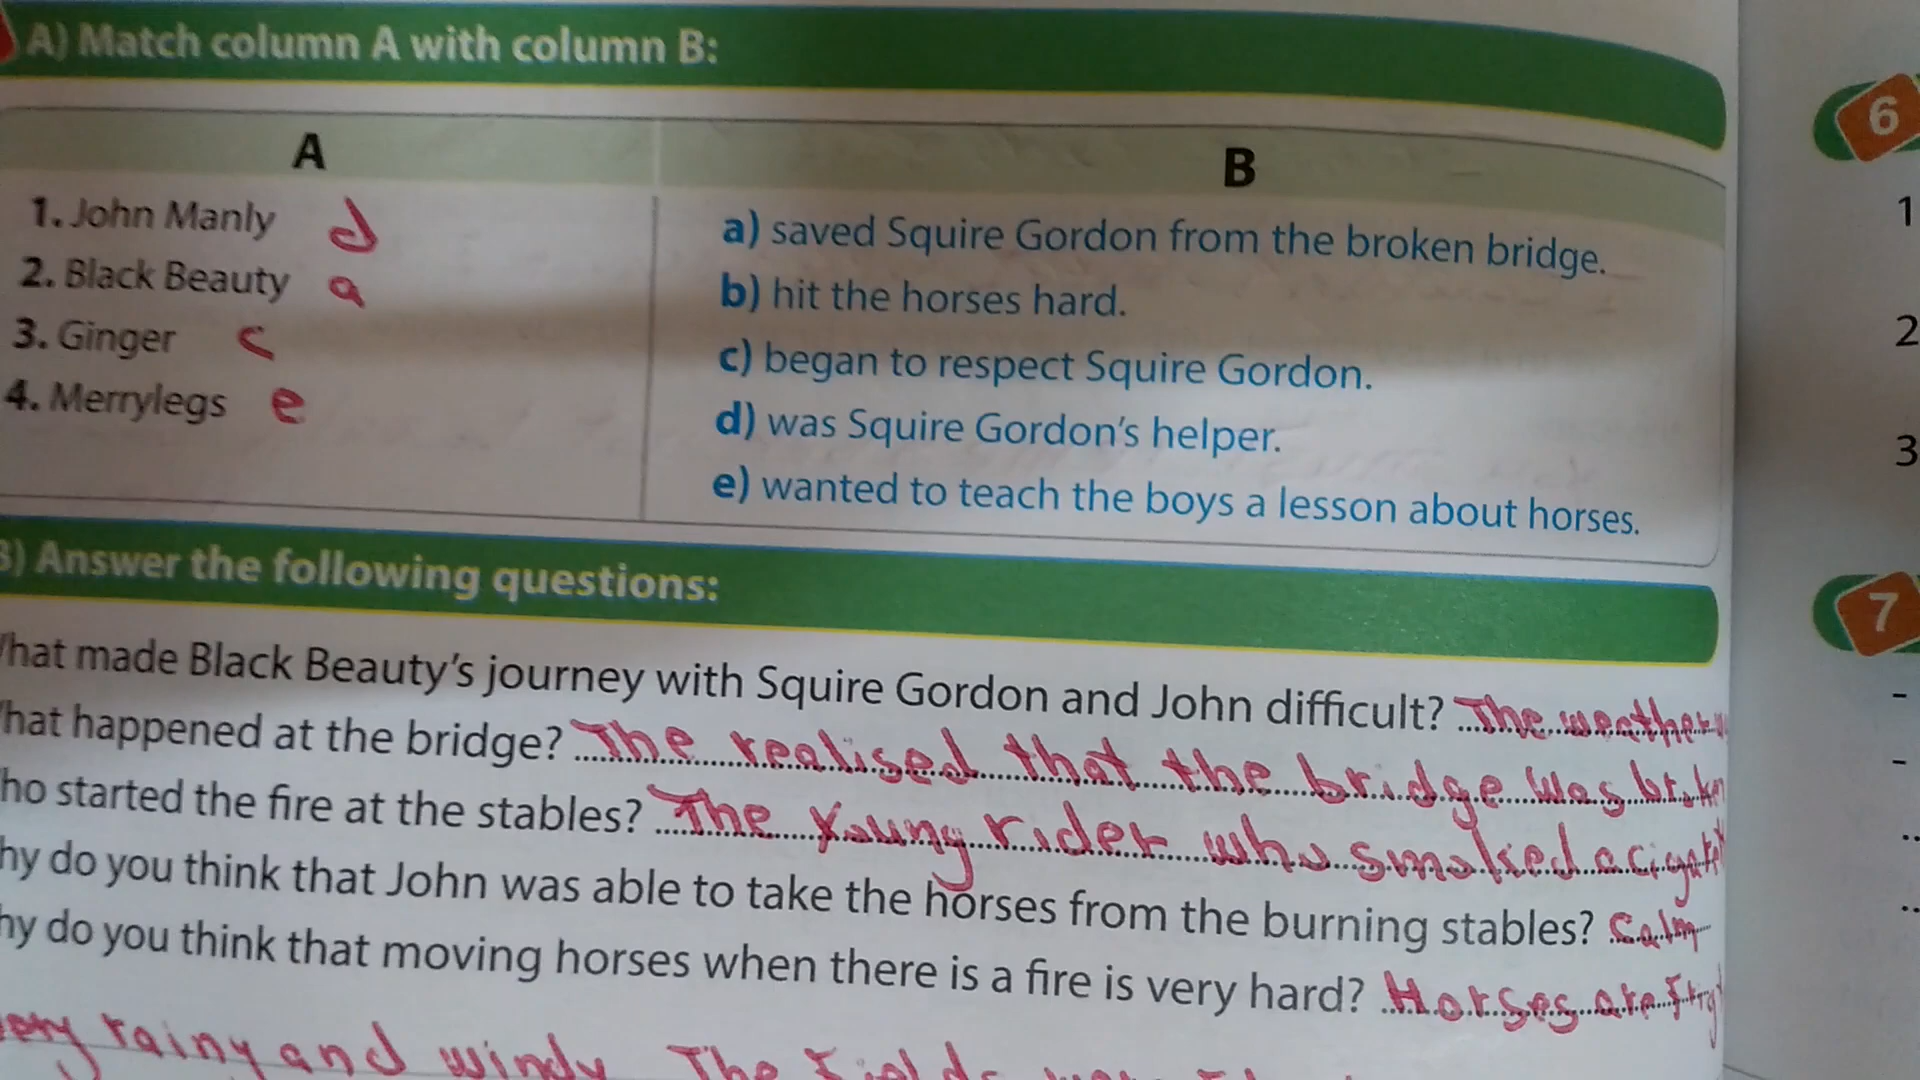 A) Match column A with column B:
A
B
1. John Manly d
2. Black Beauty a
3. Ginger c
4. Merrylegs e
a) saved Squire Gordon from the broken bridge.
b) hit the horses hard.
c) began to respect Squire Gordon.
d) was Squire Gordon's helper.
e) wanted to teach the boys a lesson about horses.
B) Answer the following questions:
hat made Black Beauty's journey with Squire Gordon and John difficult? The weather
hat happened at the bridge? The realised that the bridge was
ho started the fire at the stables? The Young rider who smoked a
hy do you think that John was able to take the horses from the burning stables? Calm
hy do you think that moving horses when there is a fire is very hard? Horses are
rainy and windy The Fields
6
1
2
3
7
-
-